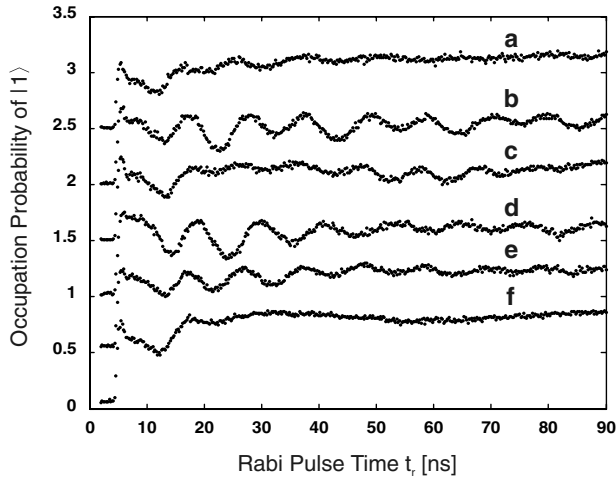 3.5
3
2.5
2
1.5
1
0.5
0
Occupation Probability of |1⟩
a
b
c
d
e
f
0 10 20 30 40 50 60 70 80 90
Rabi Pulse Time tᵣ [ns]